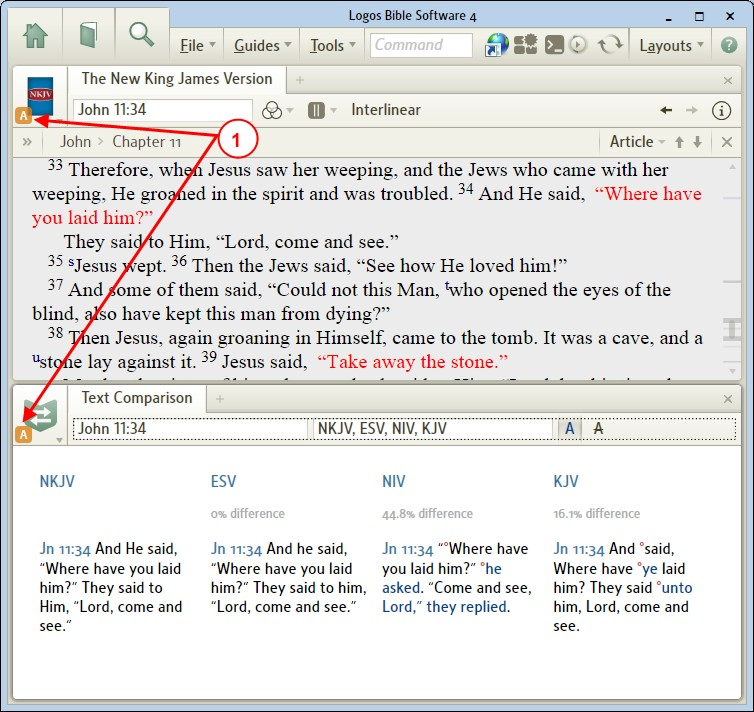 Logos Bible Software 4
File Guides Tools Command Layouts ?
The New King James Version
NKJV
A
John 11:34 Interlinear
1
» John > Chapter 11 Article
33 Therefore, when Jesus saw her weeping, and the Jews who came with her
weeping, He groaned in the spirit and was troubled. 34 And He said, “Where have
you laid him?”
They said to Him, “Lord, come and see.”
35 sJesus wept. 36 Then the Jews said, “See how He loved him!”
37 And some of them said, “Could not this Man, twho opened the eyes of the
blind, also have kept this man from dying?”
38 Then Jesus, again groaning in Himself, came to the tomb. It was a cave, and a
ustone lay against it. 39 Jesus said, “Take away the stone.”
Text Comparison
A
John 11:34 NKJV, ESV, NIV, KJV A A
NKJV ESV NIV KJV
0% difference 44.8% difference 16.1% difference
Jn 11:34 And He said,
“Where have you laid
him?” They said to
Him, “Lord, come and
see.”
Jn 11:34 And he said,
“Where have you laid
him?” They said to him,
“Lord, come and see.”
Jn 11:34 “°Where have
you laid him?” °he
asked. “Come and see,
Lord,” they replied.
Jn 11:34 And °said,
Where have °ye laid
him? They said °unto
him, Lord, come and
see.